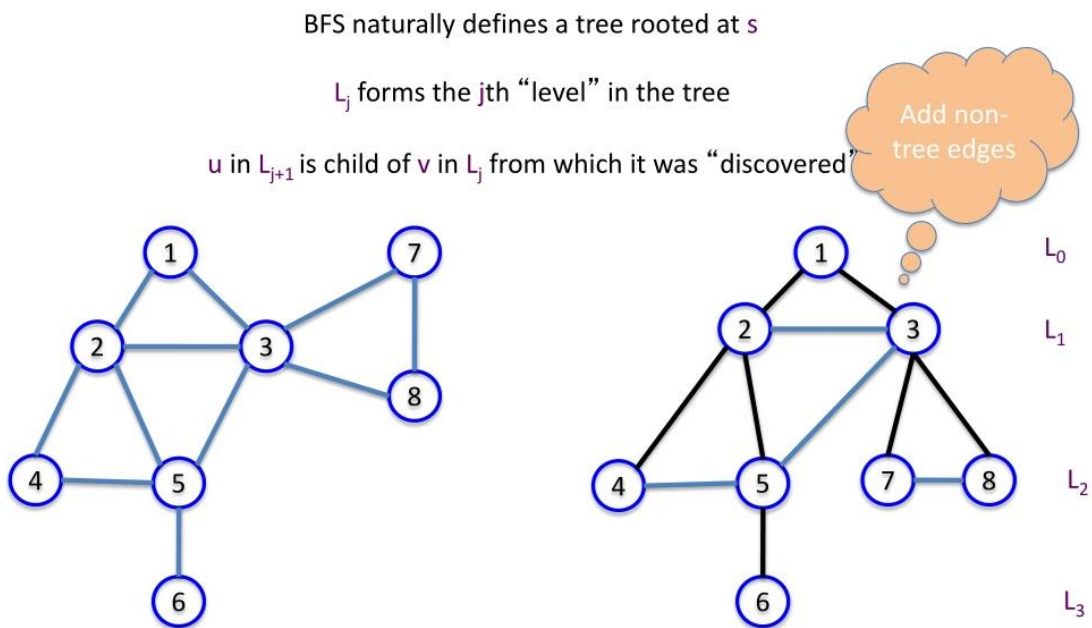 BFS naturally defines a tree rooted at s
Lj forms the jth “level” in the tree
u in Lj+1 is child of v in Lj from which it was “discovered”
Add non-
tree edges
1
7
2
3
8
4
5
6
1
L0
2
3
L1
4
5
7
8
L2
6
L3